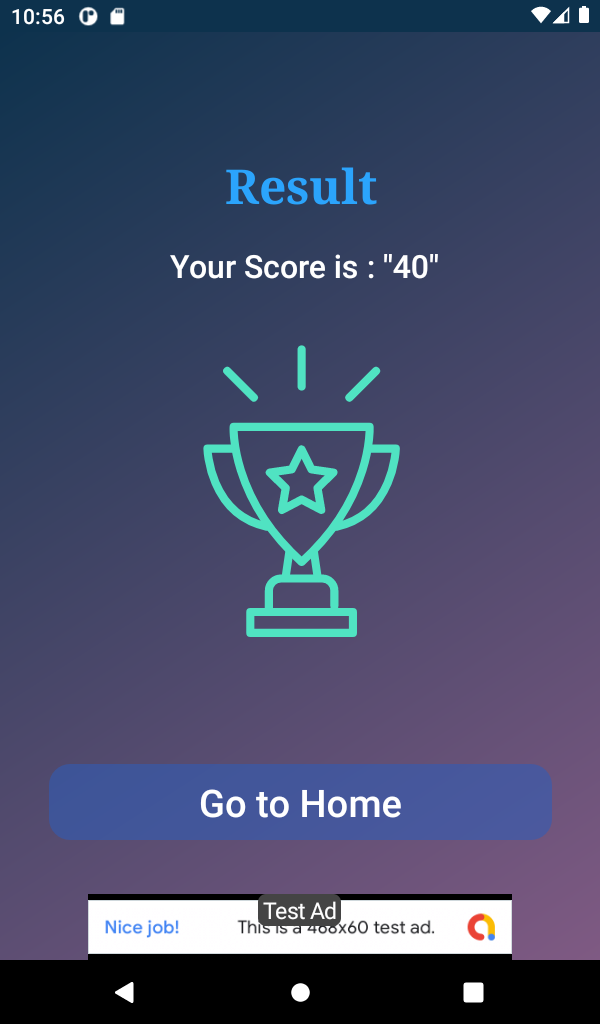 10:56
Result
Your Score is : "40"
Go to Home
Test Ad
Nice job! This is a 468x60 test ad.